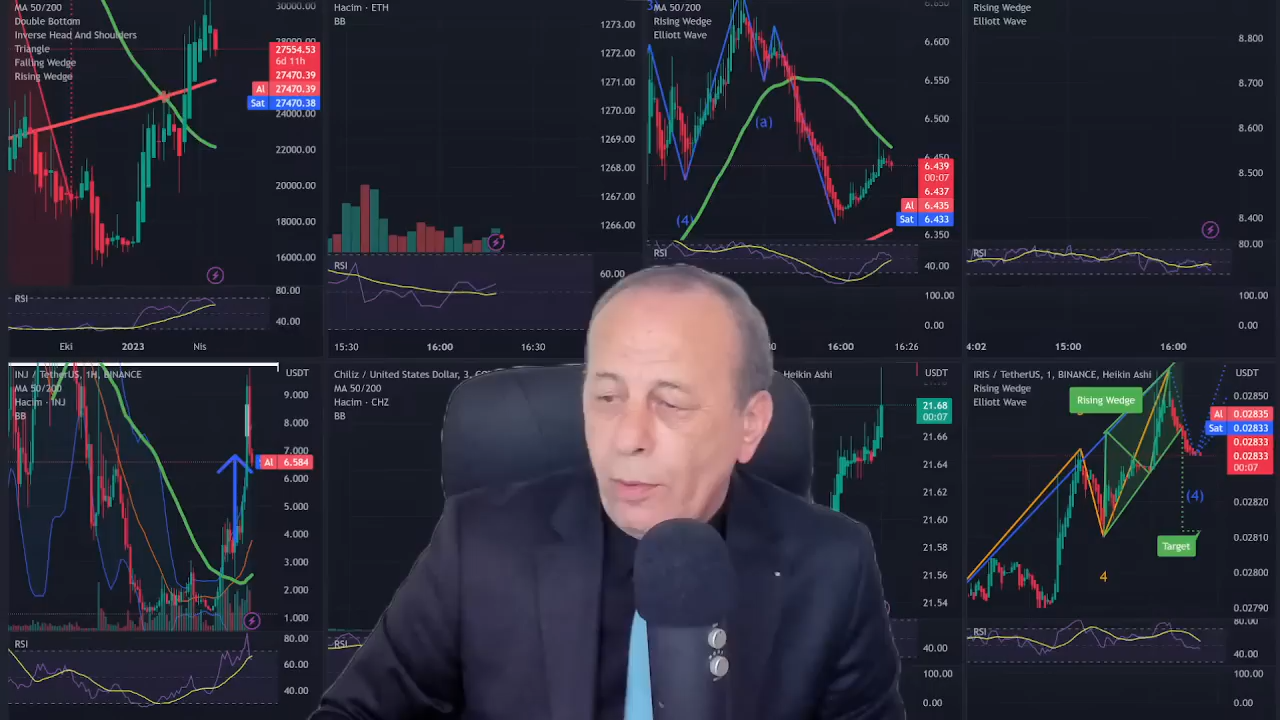 MA 50/200
Double Bottom
Inverse Head And Shoulders
Triangle
Falling Wedge
Rising Wedge
30000.00
27554.53
6d 11h
27470.39
Al 27470.39
Sat 27470.38
24000.00
22000.00
20000.00
18000.00
16000.00
RSI
80.00
40.00
Eki 2023 Nis
Hacim · ETH
BB
1273.00
1272.00
1271.00
1270.00
1269.00
1268.00
1267.00
1266.00
RSI
60.00
15:30 16:00 16:30
MA 50/200
Rising Wedge
Elliott Wave
6.600
6.550
6.500
(a)
6.439
00:07
6.437
Al 6.435
Sat 6.433
(4)
6.350
RSI
40.00
100.00
0.00
16:00 16:26
Rising Wedge
Elliott Wave
8.800
8.700
8.600
8.500
8.400
RSI
80.00
40.00
100.00
0.00
4:02 15:00 16:00
INJ / TetherUS, 1H, BINANCE
USDT
MA 50/200
Hacim · INJ
BB
9.000
8.000
7.000
Al 6.584
6.000
5.000
4.000
3.000
2.000
1.000
RSI
80.00
60.00
40.00
Chiliz / United States Dollar, 3,
MA 50/200
Hacim · CHZ
BB
RSI
Heikin Ashi
USDT
21.68
00:07
21.66
21.64
21.62
21.60
21.58
21.56
21.54
40.00
100.00
0.00
IRIS / TetherUS, 1, BINANCE, Heikin Ashi
USDT
Rising Wedge
Elliott Wave
Rising Wedge
0.02850
Al 0.02835
Sat 0.02833
0.02833
0.02833
00:07
(4)
0.02820
0.02810
Target
4
0.02800
0.02790
RSI
80.00
40.00
100.00
0.00